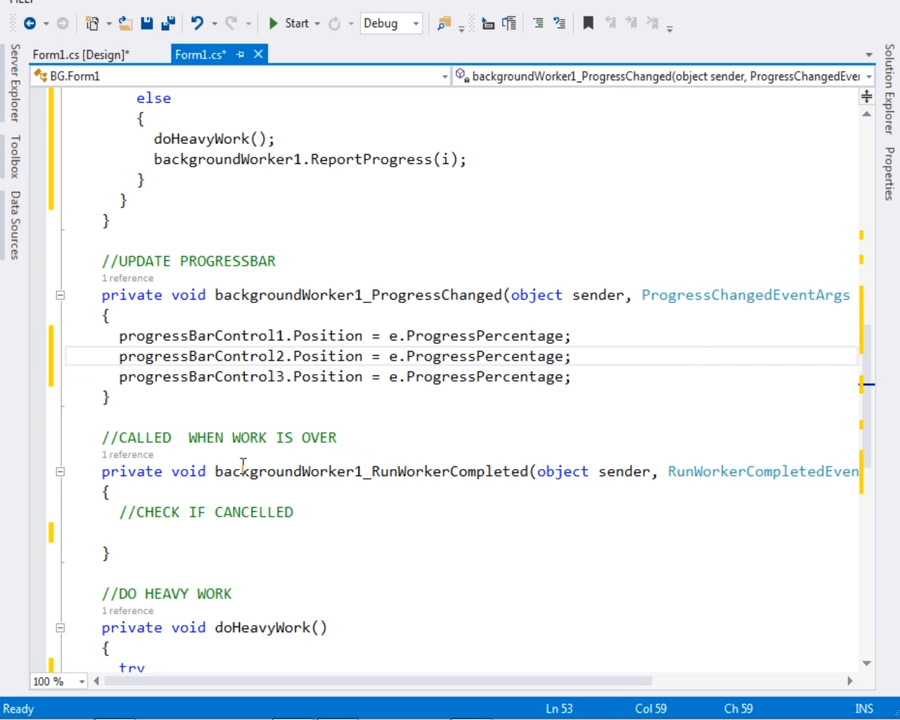 Start
Debug
Form1.cs [Design]*
Form1.cs*
BG.Form1
backgroundWorker1_ProgressChanged(object sender, ProgressChangedEve
else
{
doHeavyWork();
backgroundWorker1.ReportProgress(i);
}
}
}
//UPDATE PROGRESSBAR
1 reference
private void backgroundWorker1_ProgressChanged(object sender, ProgressChangedEventArgs
{
progressBarControl1.Position = e.ProgressPercentage;
progressBarControl2.Position = e.ProgressPercentage;
progressBarControl3.Position = e.ProgressPercentage;
}
//CALLED  WHEN WORK IS OVER
1 reference
private void backgroundWorker1_RunWorkerCompleted(object sender, RunWorkerCompletedEven
{
//CHECK IF CANCELLED
}
//DO HEAVY WORK
1 reference
private void doHeavyWork()
{
try
100 %
Ready
Ln 53
Col 59
Ch 59
INS
Server Explorer
Toolbox
Data Sources
Solution Explorer
Properties